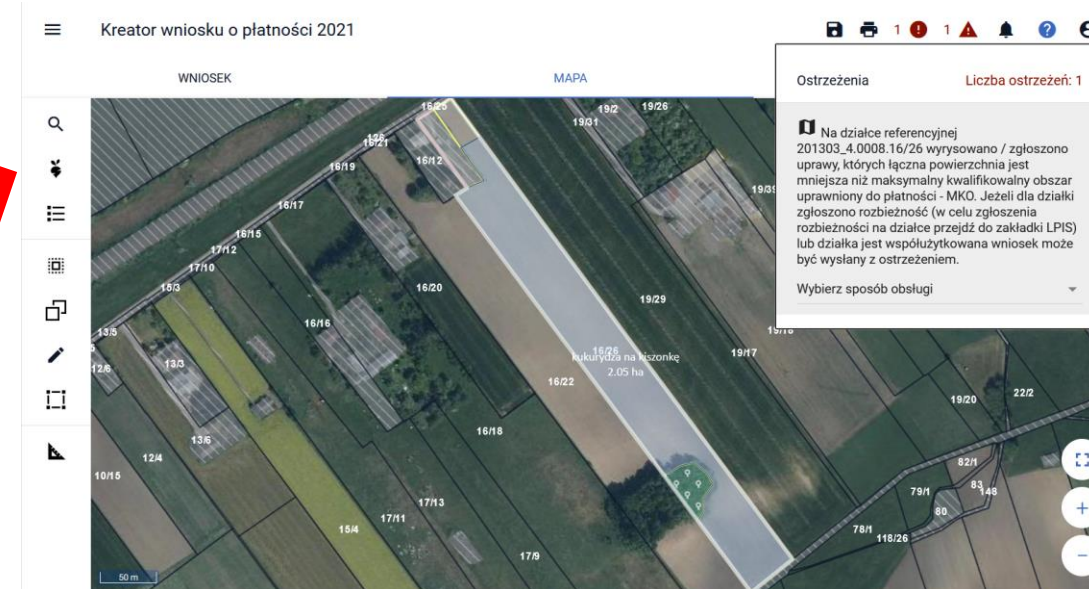 Kreator wniosku o płatności 2021
1
1
WNIOSEK
MAPA
Ostrzeżenia
Liczba ostrzeżeń: 1
Na działce referencyjnej
201303_4.0008.16/26 wyrysowano / zgłoszono
uprawy, których łączna powierzchnia jest
mniejsza niż maksymalny kwalifikowalny obszar
uprawniony do płatności - MKO. Jeżeli dla działki
zgłoszono rozbieżność (w celu zgłoszenia
rozbieżności na działce przejdź do zakładki LPIS)
lub działka jest współużytkowana wniosek może
być wysłany z ostrzeżeniem.
Wybierz sposób obsługi
16/25
19/2
19/26
19/31
16/21
16/12
16/19
19/39
16/17
16/15
17/12
17/10
15/3
16/20
19/29
16/16
13/5
12/6
13/3
16/26
kukurydza na kiszonkę
2.05 ha
19/17
16/22
19/20
22/2
16/18
13/6
12/4
10/15
82/1
83
148
79/1
80
17/13
17/11
15/4
78/1
118/26
17/9
50 m